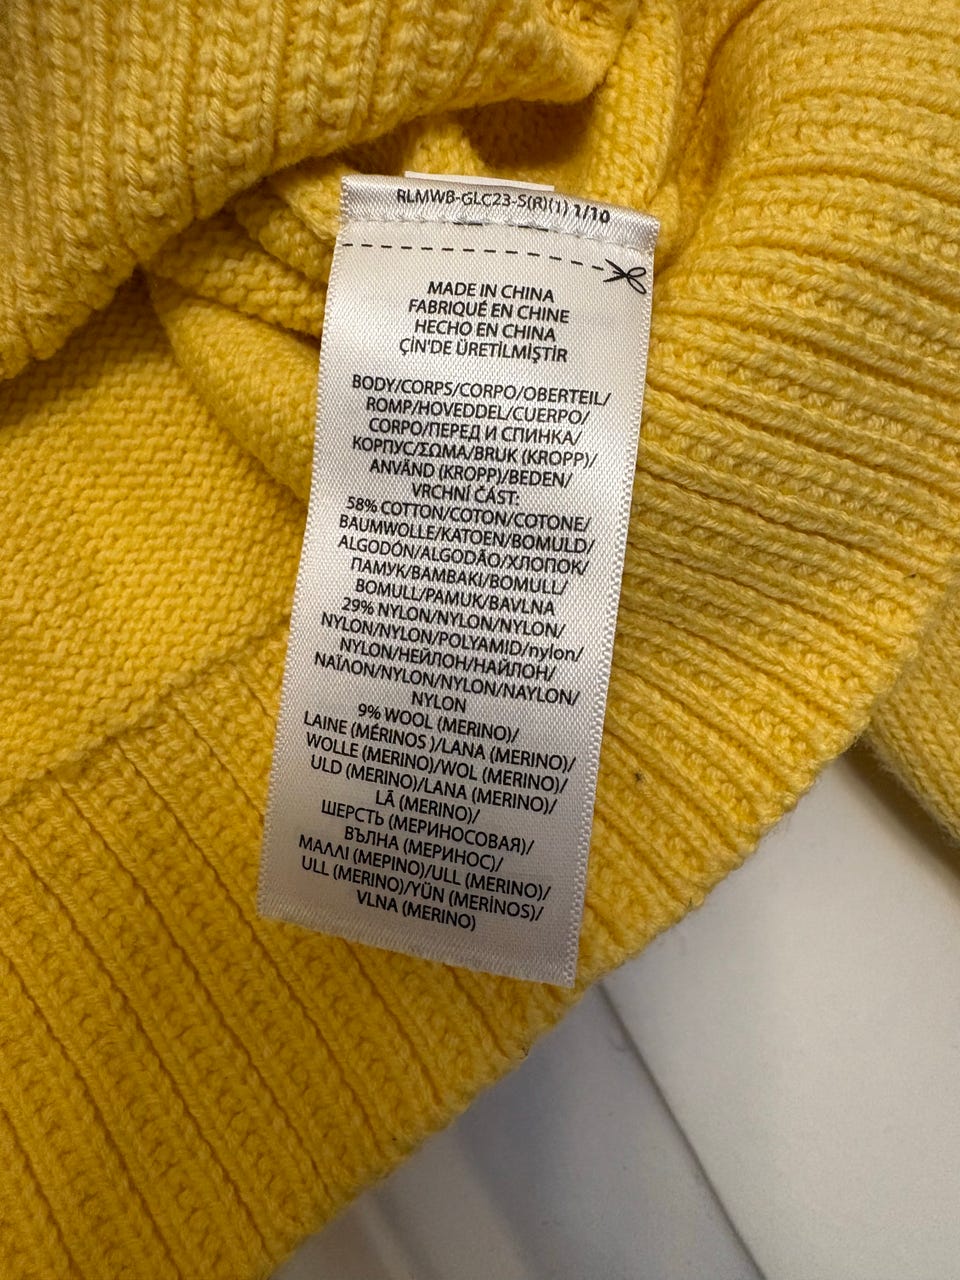 RLMWB-GLC23-S(R)(1) 1/10
MADE IN CHINA
FABRIQUÉ EN CHINE
HECHO EN CHINA
ÇİN'DE ÜRETİLMİŞTİR
BODY/CORPS/CORPO/OBERTEIL/
ROMP/HOVEDDEL/CUERPO/
CORPO/ПЕРЕД И СПИНКА/
КОРПУС/ΣΩΜΑ/BRUK (KROPP)/
ANVÄND (KROPP)/BEDEN/
VRCHNÍ ČÁST:
58% COTTON/COTON/COTONE/
BAUMWOLLE/KATOEN/BOMULD/
ALGODÓN/ALGODÃO/ХЛОПОК/
ПАМУК/ΒΑΜΒΑΚΙ/BOMULL/
BOMULL/PAMUK/BAVLNA
29% NYLON/NYLON/NYLON/
NYLON/NYLON/POLYAMID/nylon/
NYLON/НЕЙЛОН/НАЙЛОН/
ΝΑΪΛΟΝ/NYLON/NYLON/NAYLON/
NYLON
9% WOOL (MERINO)/
LAINE (MÉRINOS )/LANA (MERINO)/
WOLLE (MERINO)/WOL (MERINO)/
ULD (MERINO)/LANA (MERINO)/
LÃ (MERINO)/
ШЕРСТЬ (МЕРИНОСОВАЯ)/
ВЪЛНА (МЕРИНОС)/
ΜΑΛΛΙ (ΜΕΡΙΝΟ)/ULL (MERINO)/
ULL (MERINO)/YÜN (MERİNOS)/
VLNA (MERINO)